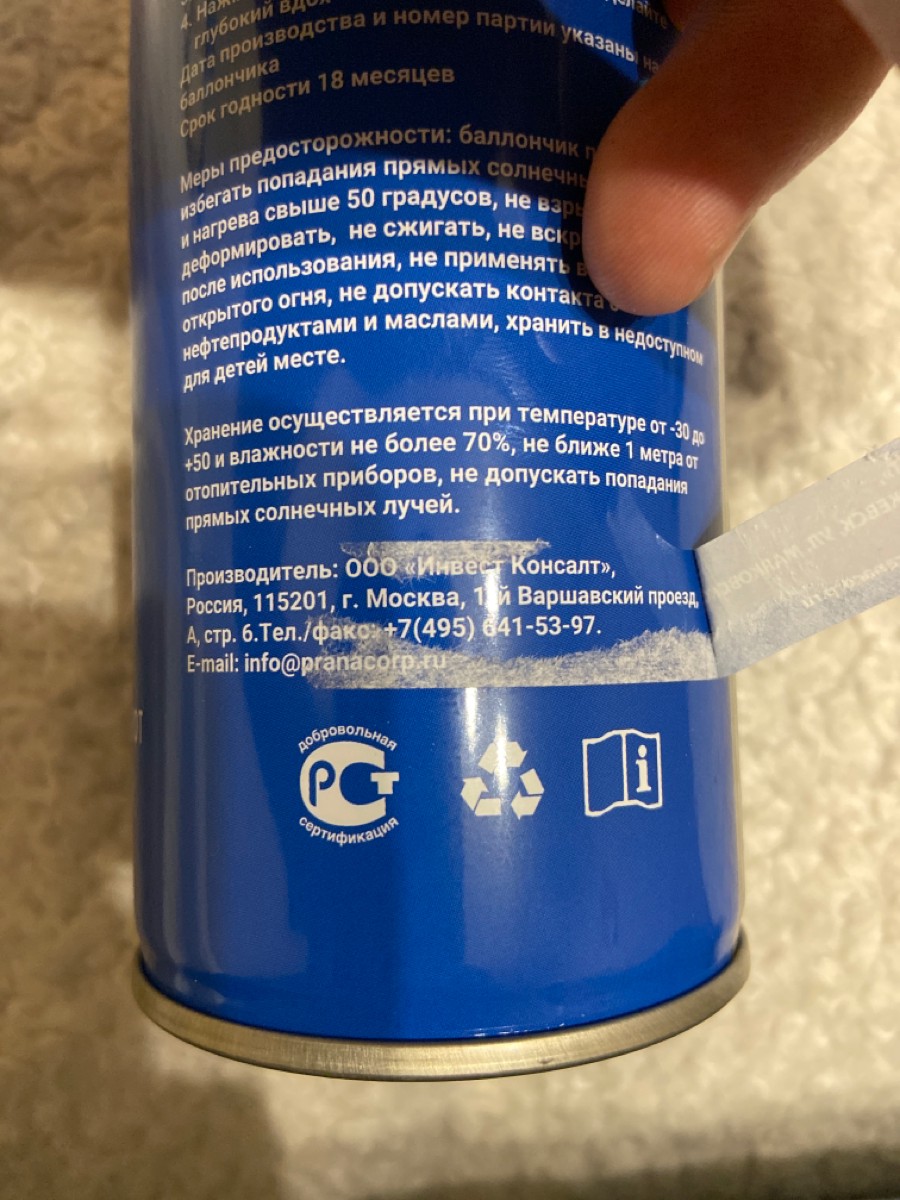 4.
глубокий вдох
Дата производства и номер партии указаны на
баллончика
Срок годности 18 месяцев
Меры предосторожности: баллончик
избегать попадания прямых
и нагрева свыше 50 градусов, не
деформировать, не сжигать, не
после использования, не применять
открытого огня, не допускать контакта
нефтепродуктами и маслами, хранить в недоступном
для детей месте.
Хранение осуществляется при температуре от -30 до
+50 и влажности не более 70%, не ближе 1 метра от
отопительных приборов, не допускать попадания
прямых солнечных лучей.
Производитель: ООО «Инвест Консалт»,
Россия, 115201, г. Москва, 1-й Варшавский проезд,
А, стр. 6.Тел./факс: +7(495) 641-53-97.
E-mail: info@pranacorp.ru
добровольная
РСТ
сертификация
i